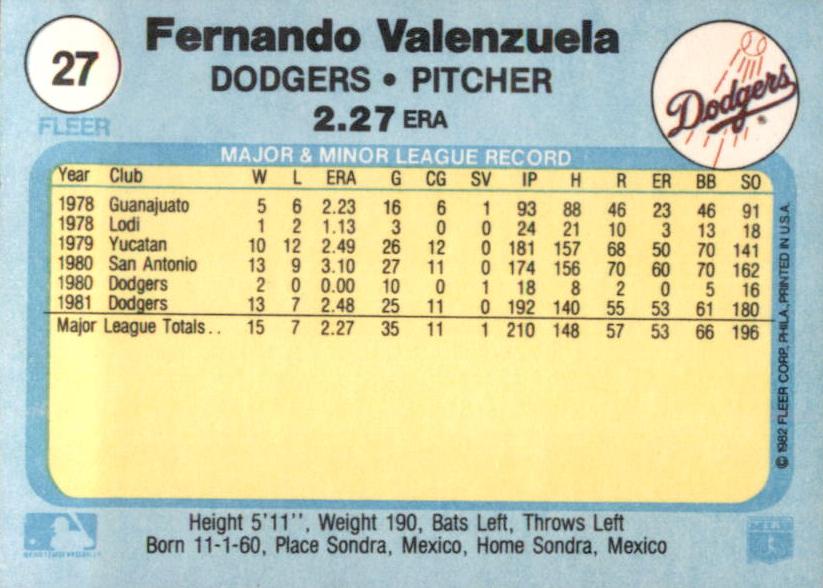 27
FLEER
Fernando Valenzuela
DODGERS • PITCHER
2.27 ERA
Dodgers
MAJOR & MINOR LEAGUE RECORD
Year Club W L ERA G CG SV IP H R ER BB SO
1978 Guanajuato 5 6 2.23 16 6 1 93 88 46 23 46 91
1978 Lodi 1 2 1.13 3 0 0 24 21 10 3 13 18
1979 Yucatan 10 12 2.49 26 12 0 181 157 68 50 70 141
1980 San Antonio 13 9 3.10 27 11 0 174 156 70 60 70 162
1980 Dodgers 2 0 0.00 10 0 1 18 8 2 0 5 16
1981 Dodgers 13 7 2.48 25 11 0 192 140 55 53 61 180
Major League Totals.. 15 7 2.27 35 11 1 210 148 57 53 66 196
© 1982 FLEER CORP. PHILA. PRINTED IN U.S.A.
Height 5'11'', Weight 190, Bats Left, Throws Left
Born 11-1-60, Place Sondra, Mexico, Home Sondra, Mexico